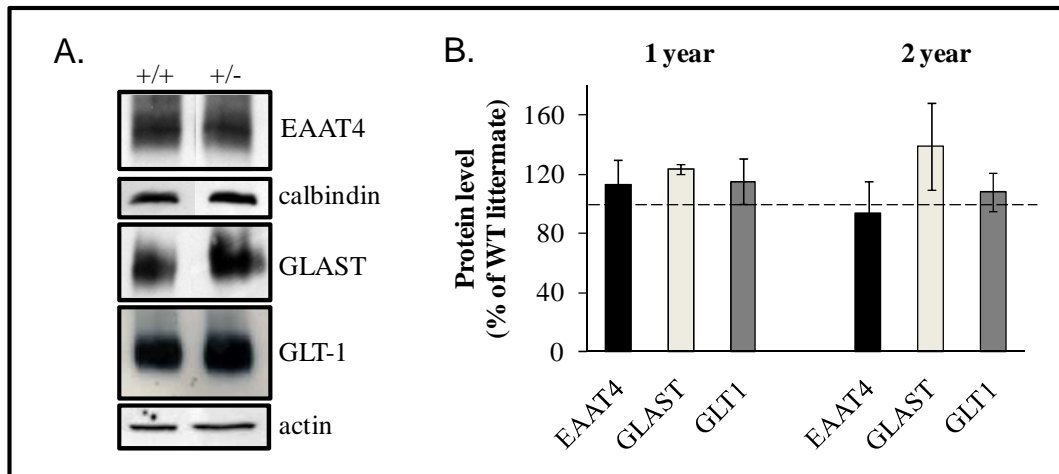 A.
+/+ +/-
EAAT4
calbindin
GLAST
GLT-1
actin
B.
1 year 2 year
Protein level
(% of WT littermate)
160
120
80
40
0
EAAT4 GLAST GLT1 EAAT4 GLAST GLT1